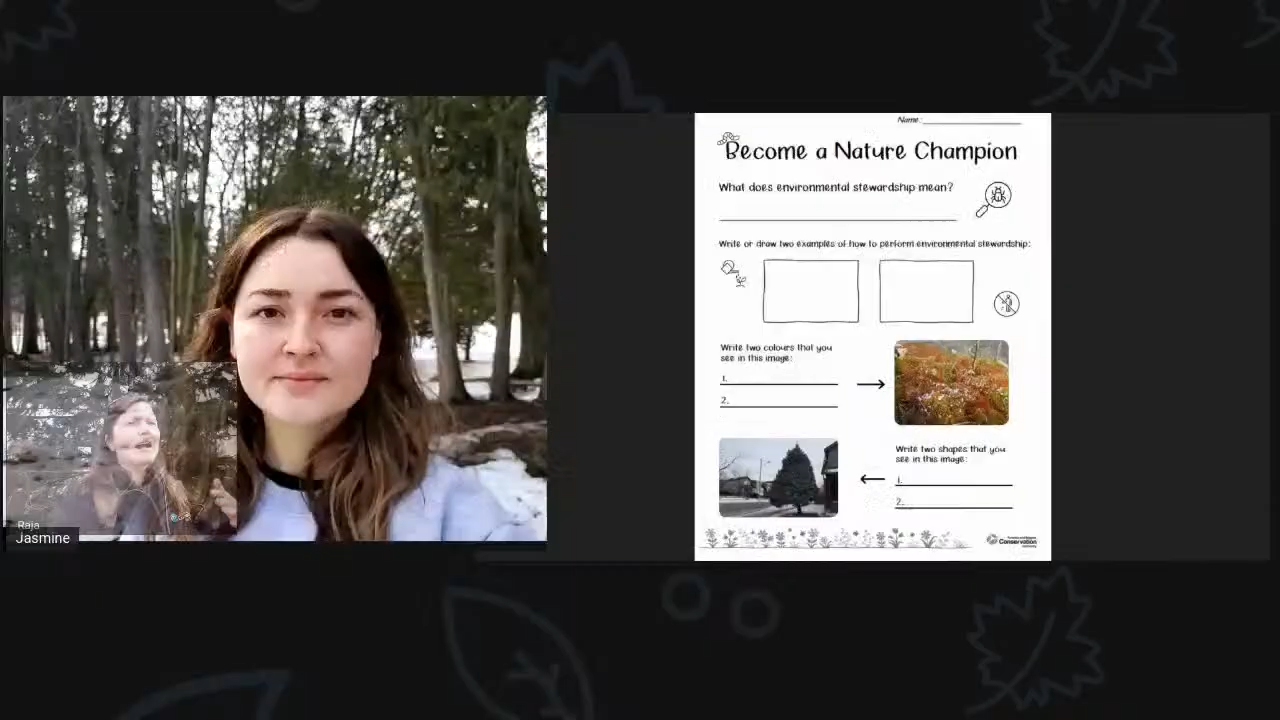 Raja
Jasmine
Name:
Become a Nature Champion
What does environmental stewardship mean?
Write or draw two examples of how to perform environmental stewardship:
Write two colours that you
see in this image:
1.
2.
Write two shapes that you
see in this image:
1.
2.
Conservation